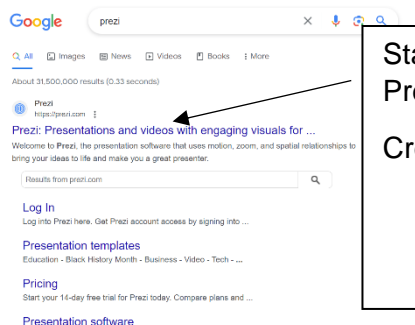 Google
prezi
All Images News Videos Books More
About 31.500,000 results (0.33 seconds)
Prezi
https://prezi.com
Prezi: Presentations and videos with engaging visuals for ...
Welcome to Prezi, the presentation software that uses motion, zoom, and spatial relationships to
bring your ideas to life and make you a great presenter.
Results from prezi.com
Log In
Log into Prezi here. Get Prezi account access by signing into ...
Presentation templates
Education - Black History Month - Business - Video - Tech - ...
Pricing
Start your 14-day free trial for Prezi today. Compare plans and ...
Presentation software
Sta
Pre
Cre